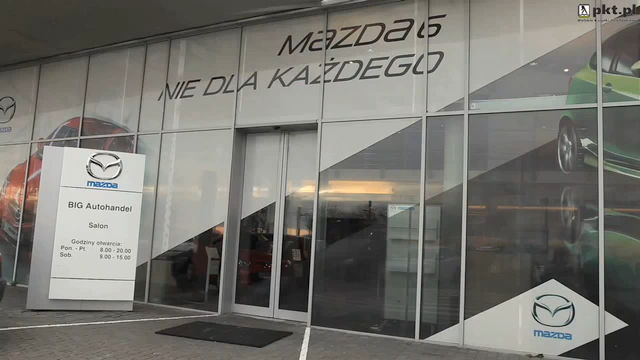 pkt.pl
mazda6
NIE DLA KAŻDEGO
mazda
BIG Autohandel
Salon
Godziny otwarcia:
Pon. - Pt. 8.00 - 20.00
Sob. 9.00 - 15.00
mazda